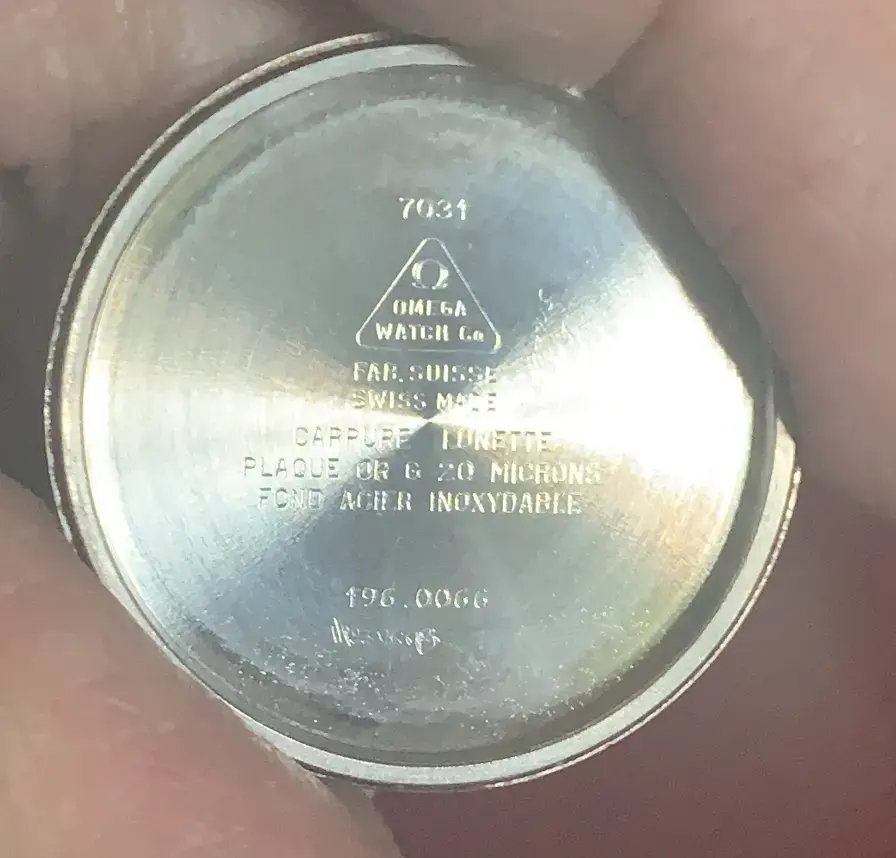 7031
Ω
OMEGA
WATCH Co
FAB. SUISSE
SWISS MADE
CARRURE LUNETTE
PLAQUE OR G 20 MICRONS
FOND ACIER INOXYDABLE
196.0066